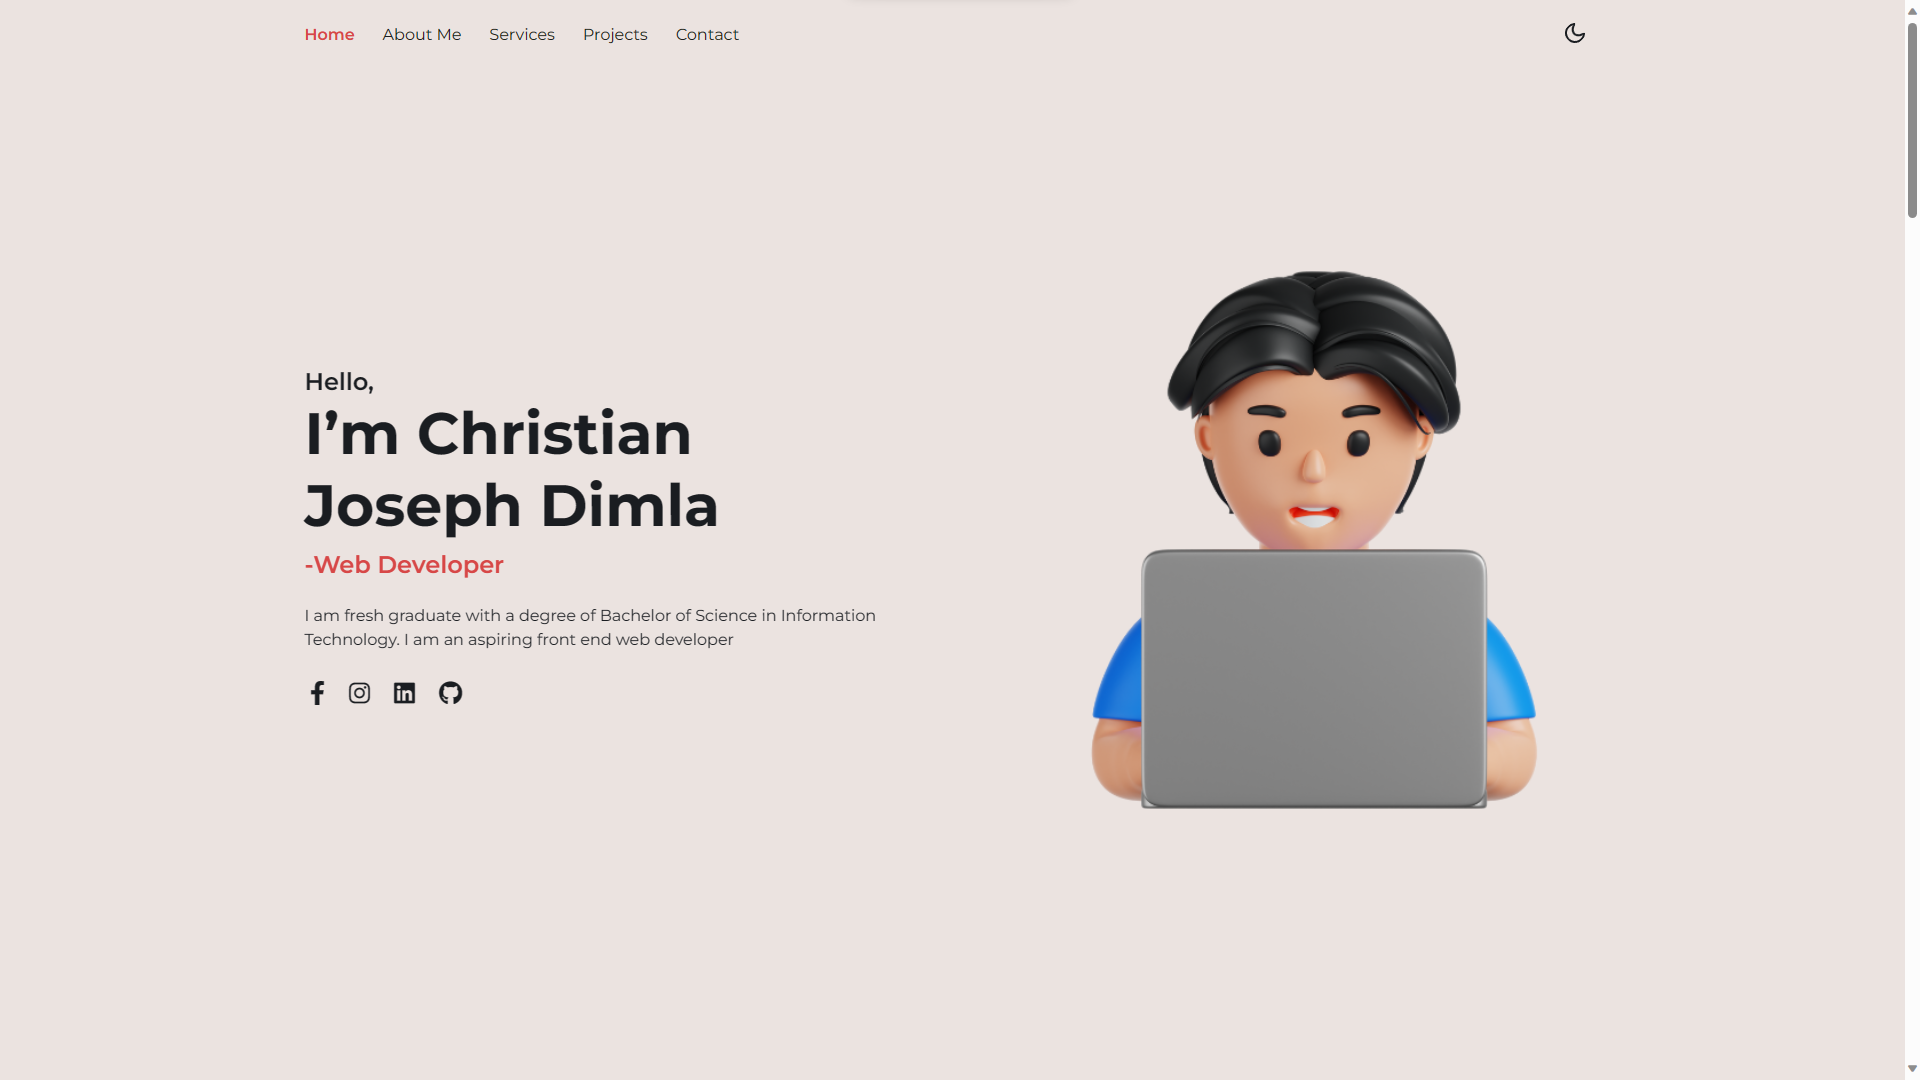 Home
About Me
Services
Projects
Contact
Hello,
I’m Christian
Joseph Dimla
-Web Developer
I am fresh graduate with a degree of Bachelor of Science in Information
Technology. I am an aspiring front end web developer